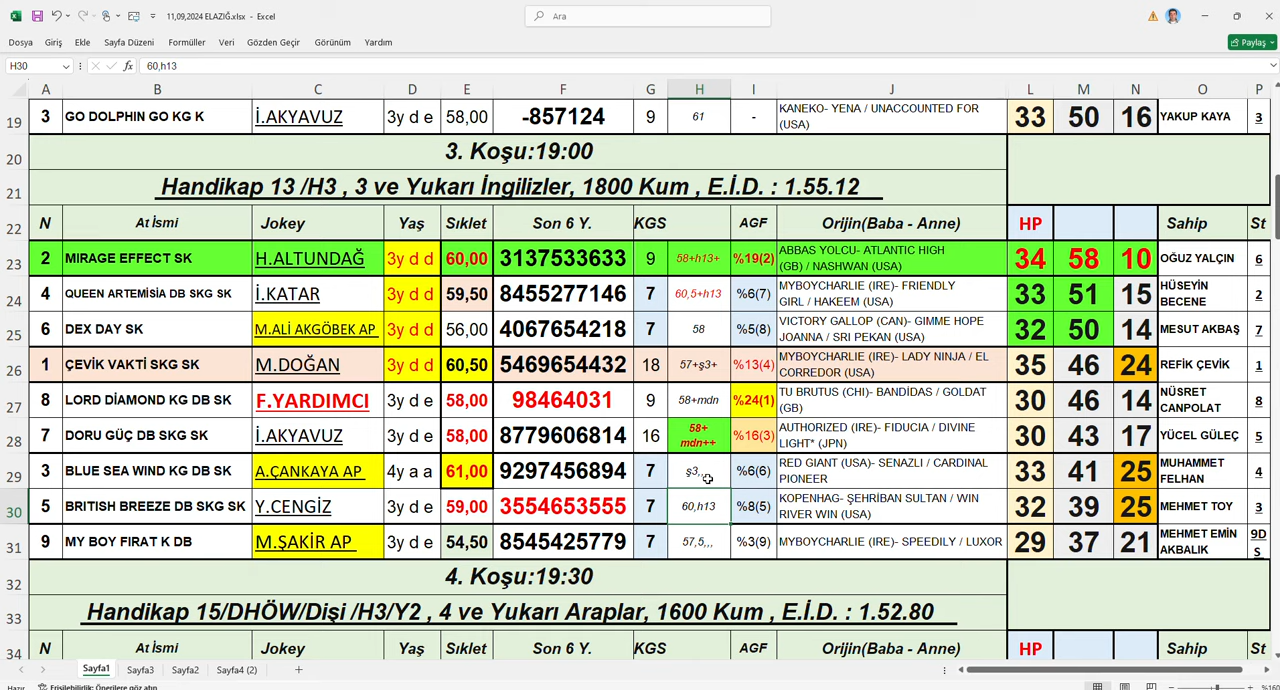 11,09,2024 ELAZIĞ.xlsx - Excel
Ara
Dosya Giriş Ekle Sayfa Düzeni Formüller Veri Gözden Geçir Görünüm Yardım
Paylaş
H30 fx 60,h13
A B C D E F G H I J L M N O P
19 3 GO DOLPHIN GO KG K İ.AKYAVUZ 3y d e 58,00 -857124 9 61 - KANEKO- YENA / UNACCOUNTED FOR (USA) 33 50 16 YAKUP KAYA 3
20 3. Koşu:19:00
21 Handikap 13 /H3 , 3 ve Yukarı İngilizler, 1800 Kum , E.İ.D. : 1.55.12
22 N At İsmi Jokey Yaş Sıklet Son 6 Y. KGS AGF Orijin(Baba - Anne) HP Sahip St
23 2 MIRAGE EFFECT SK H.ALTUNDAĞ 3y d d 60,00 3137533633 9 58+h13+ %19(2) ABBAS YOLCU- ATLANTIC HIGH (GB) / NASHWAN (USA) 34 58 10 OĞUZ YALÇIN 6
24 4 QUEEN ARTEMİSİA DB SKG SK İ.KATAR 3y d d 59,50 8455277146 7 60,5+h13 %6(7) MYBOYCHARLIE (IRE)- FRIENDLY GIRL / HAKEEM (USA) 33 51 15 HÜSEYİN BECENE 2
25 6 DEX DAY SK M.ALİ AKGÖBEK AP 3y d d 56,00 4067654218 7 58 %5(8) VICTORY GALLOP (CAN)- GIMME HOPE JOANNA / SRI PEKAN (USA) 32 50 14 MESUT AKBAŞ 7
26 1 ÇEVİK VAKTİ SKG SK M.DOĞAN 3y d d 60,50 5469654432 18 57+ş3+ %13(4) MYBOYCHARLIE (IRE)- LADY NINJA / EL CORREDOR (USA) 35 46 24 REFİK ÇEVİK 1
27 8 LORD DİAMOND KG DB SK F.YARDIMCI 3y d e 58,00 98464031 9 58+mdn %24(1) TU BRUTUS (CHI)- BANDİDAS / GOLDAT (GB) 30 46 14 NÜSRET CANPOLAT 8
28 7 DORU GÜÇ DB SKG SK İ.AKYAVUZ 3y d e 58,00 8779606814 16 58+ mdn++ %16(3) AUTHORIZED (IRE)- FIDUCIA / DIVINE LIGHT* (JPN) 30 43 17 YÜCEL GÜLEÇ 5
29 3 BLUE SEA WIND KG DB SK A.ÇANKAYA AP 4y a a 61,00 9297456894 7 ş3,, %6(6) RED GIANT (USA)- SENAZLI / CARDINAL PIONEER 33 41 25 MUHAMMET FELHAN 4
30 5 BRITISH BREEZE DB SKG SK Y.CENGİZ 3y d e 59,00 3554653555 7 60,h13 %8(5) KOPENHAG- ŞEHRİBAN SULTAN / WIN RIVER WIN (USA) 32 39 25 MEHMET TOY 3
31 9 MY BOY FIRAT K DB M.ŞAKİR AP 3y d e 54,50 8545425779 7 57,5,,, %3(9) MYBOYCHARLIE (IRE)- SPEEDILY / LUXOR 29 37 21 MEHMET EMİN AKBALIK 9DS
32 4. Koşu:19:30
33 Handikap 15/DHÖW/Dişi /H3/Y2 , 4 ve Yukarı Araplar, 1600 Kum , E.İ.D. : 1.52.80
34 N At İsmi Jokey Yaş Sıklet Son 6 Y. KGS AGF Orijin(Baba - Anne) HP Sahip St
Sayfa1 Sayfa3 Sayfa2 Sayfa4 (2) +
Hazır Erişilebilirlik: Önerilere göz atın
%160